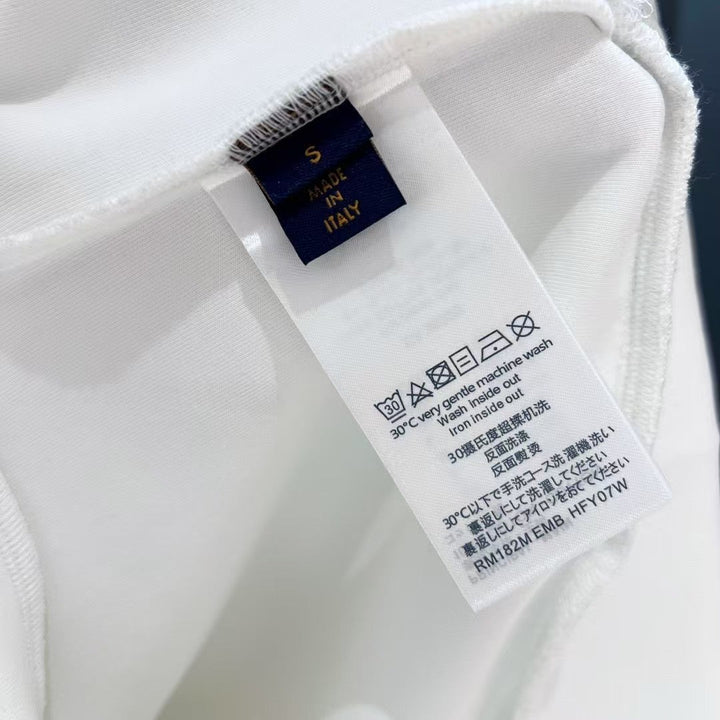 S
MADE
IN
ITALY
30
30°C very gentle machine wash
Wash inside out
Iron inside out
30摄氏度超揉机洗
反面洗涤
反面熨烫
30℃以下で手洗コース洗濯機洗い
裏返しにして洗濯してください
裏返しにしてアイロンをおてでください
RM182M EMB HFY07W